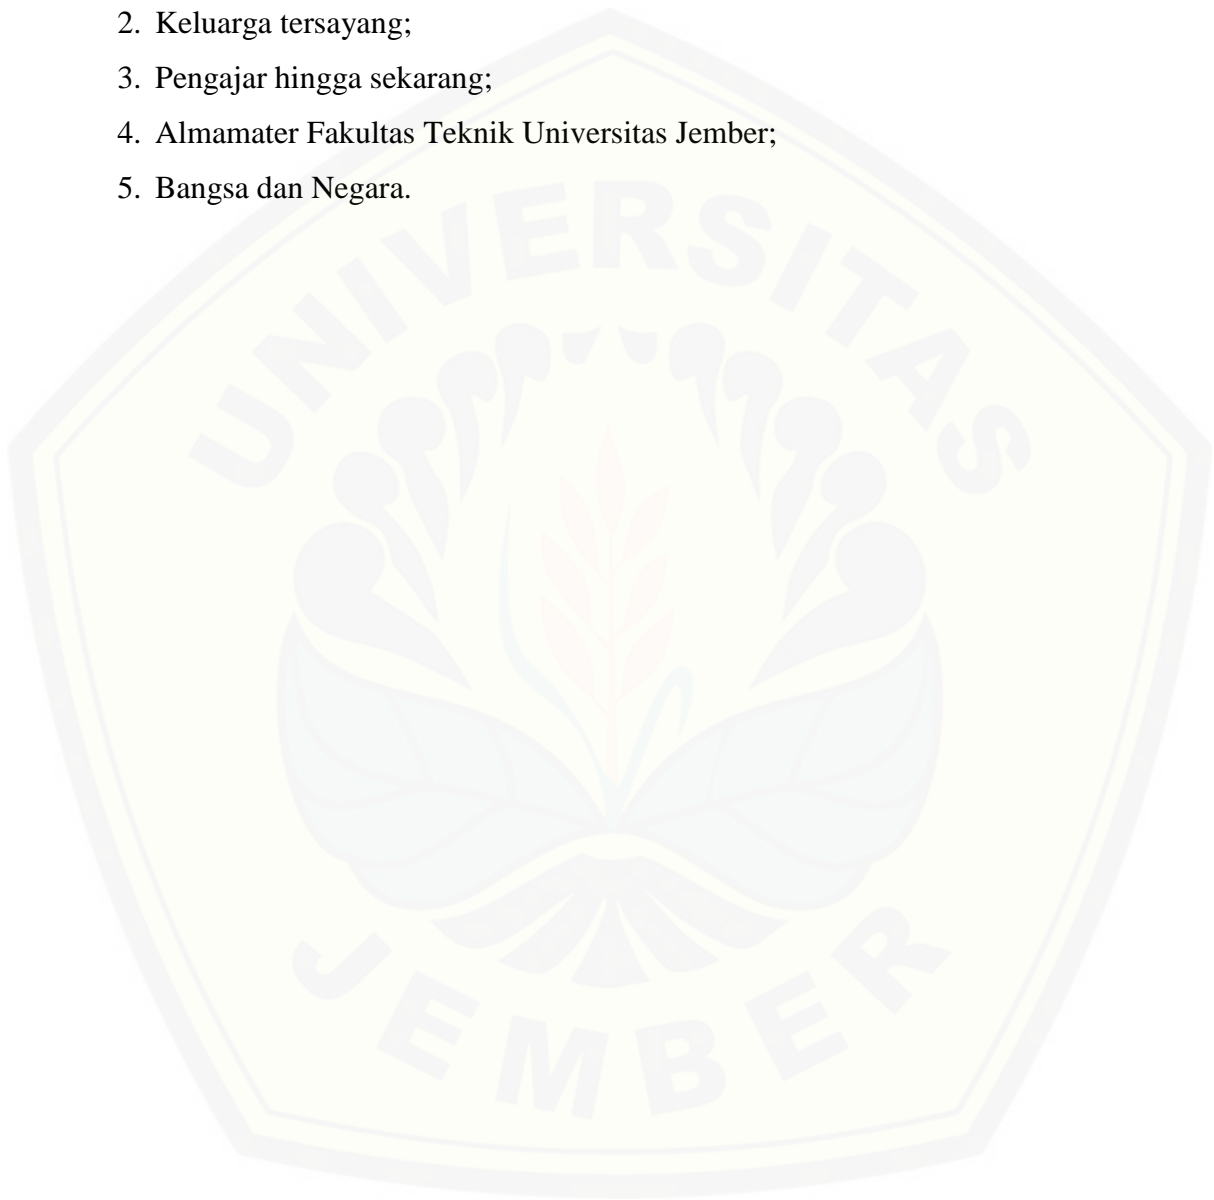 2. Keluarga tersayang;
3. Pengajar hingga sekarang;
4. Almamater Fakultas Teknik Universitas Jember;
5. Bangsa dan Negara.
UNIVERSITAS
JEMBER